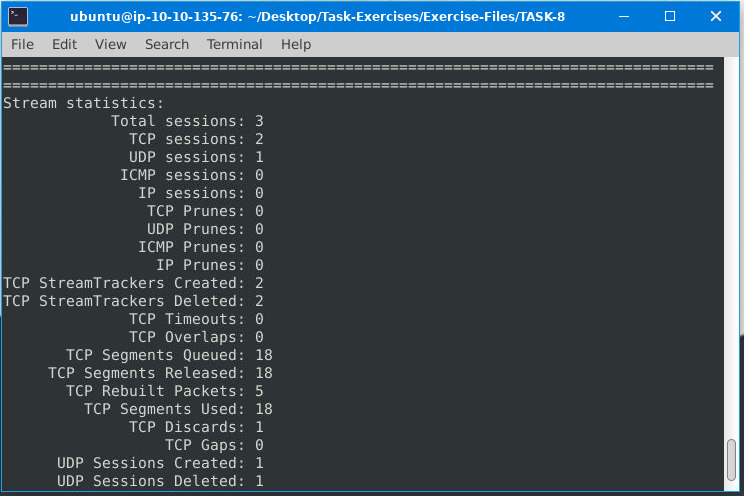 ubuntu@ip-10-10-135-76: ~/Desktop/Task-Exercises/Exercise-Files/TASK-8
File Edit View Search Terminal Help
===============================================================================
===============================================================================
Stream statistics:
Total sessions: 3
TCP sessions: 2
UDP sessions: 1
ICMP sessions: 0
IP sessions: 0
TCP Prunes: 0
UDP Prunes: 0
ICMP Prunes: 0
IP Prunes: 0
TCP StreamTrackers Created: 2
TCP StreamTrackers Deleted: 2
TCP Timeouts: 0
TCP Overlaps: 0
TCP Segments Queued: 18
TCP Segments Released: 18
TCP Rebuilt Packets: 5
TCP Segments Used: 18
TCP Discards: 1
TCP Gaps: 0
UDP Sessions Created: 1
UDP Sessions Deleted: 1